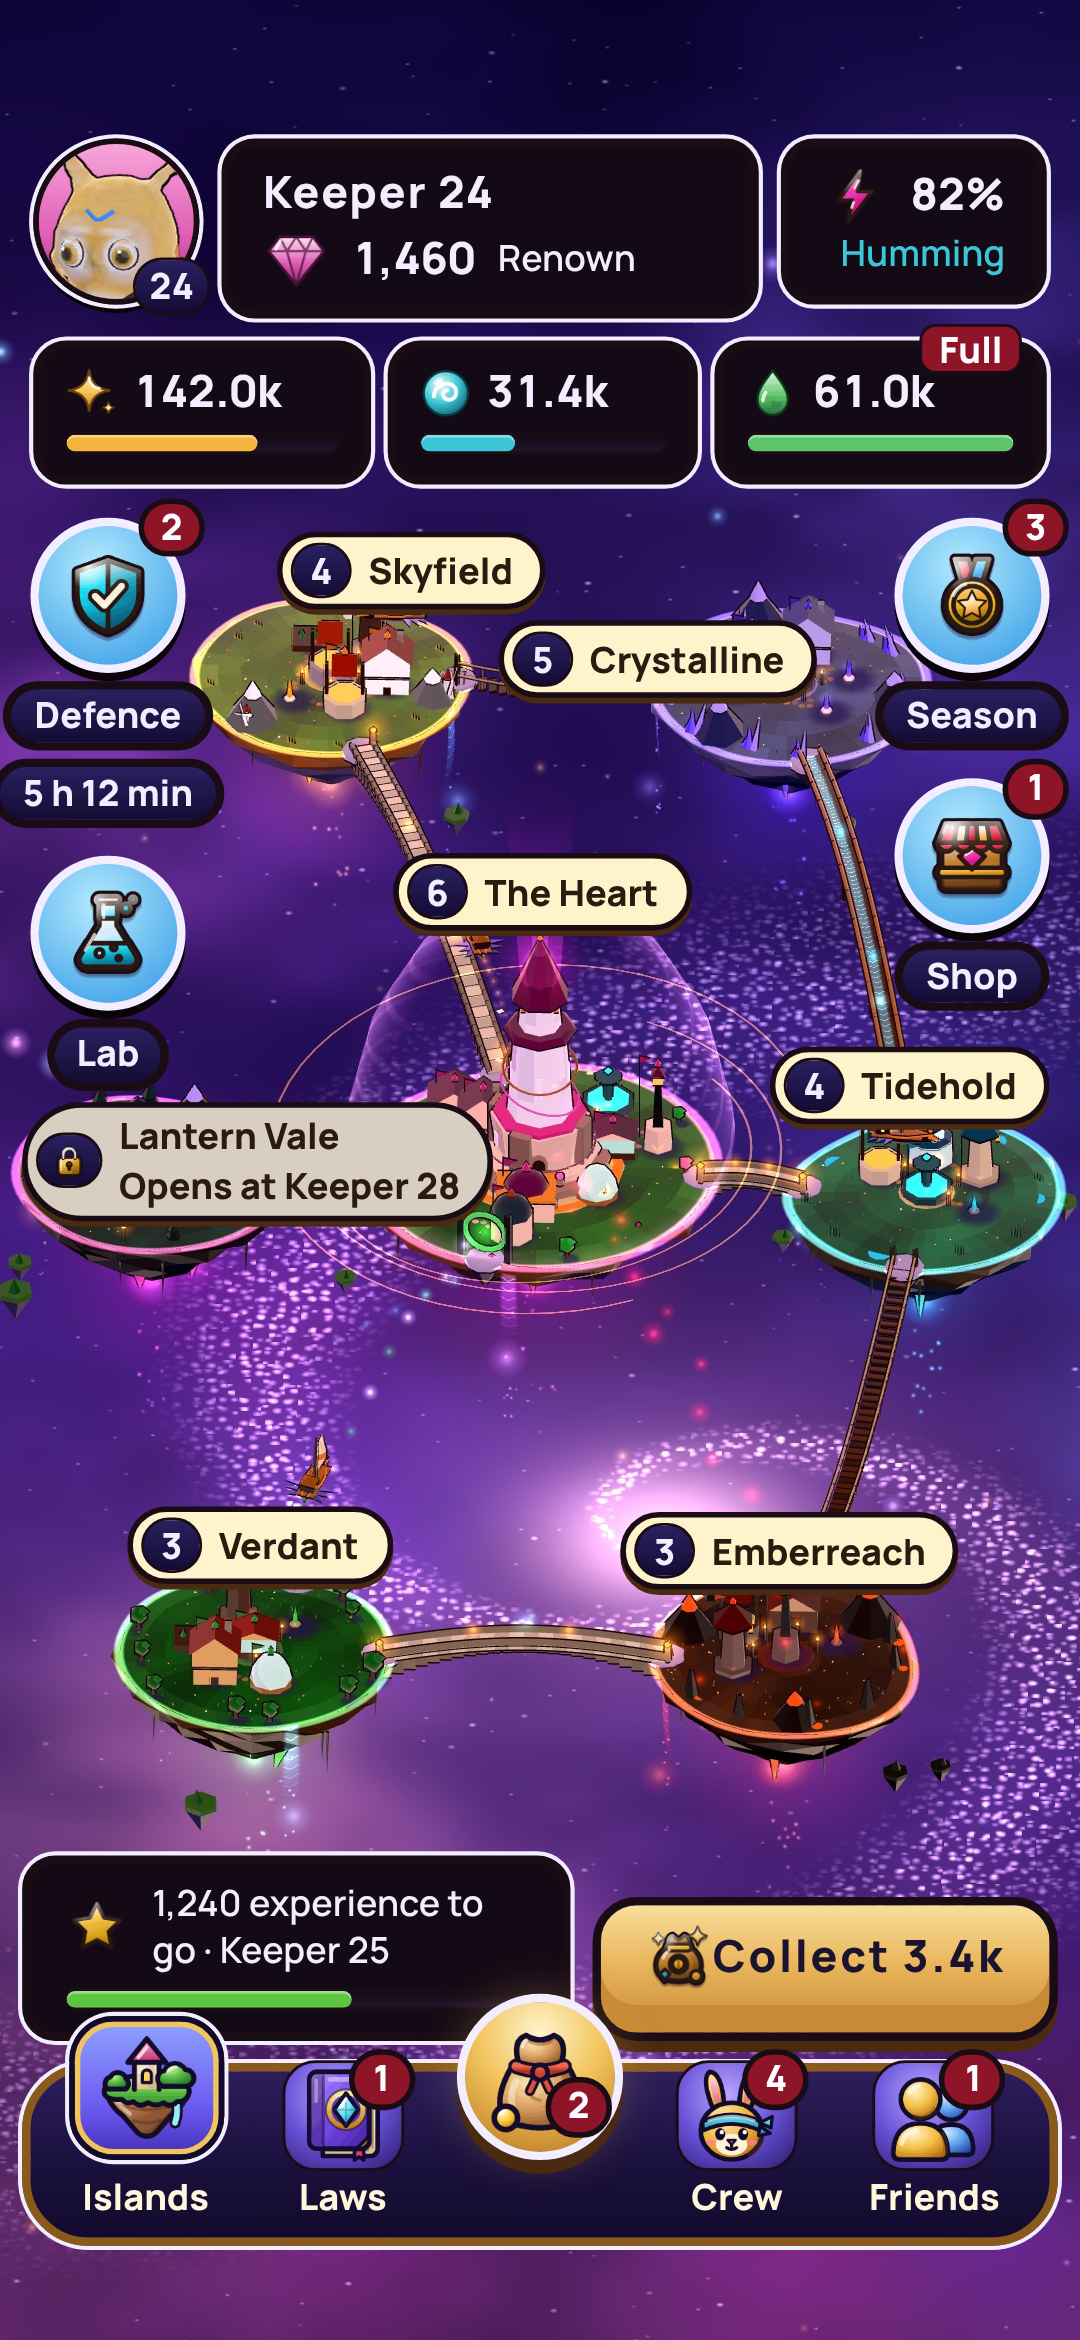 Keeper 24
1,460 Renown
24
82%
Humming
142.0k
31.4k
61.0k
Full
2
Defence
5 h 12 min
Lab
3
Season
1
Shop
4 Skyfield
5 Crystalline
6 The Heart
4 Tidehold
Lantern Vale
Opens at Keeper 28
3 Verdant
3 Emberreach
1,240 experience to
go · Keeper 25
Collect 3.4k
Islands
1
Laws
2
4
Crew
1
Friends